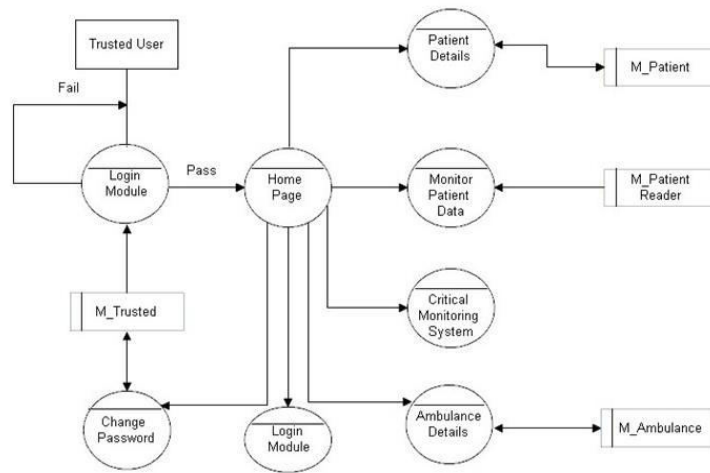 Trusted User
Fail
Login
Module
Pass
Home
Page
Patient
Details
M_Patient
Monitor
Patient
Data
M_Patient
Reader
M_Trusted
Critical
Monitoring
System
Change
Password
Login
Module
Ambulance
Details
M_Ambulance